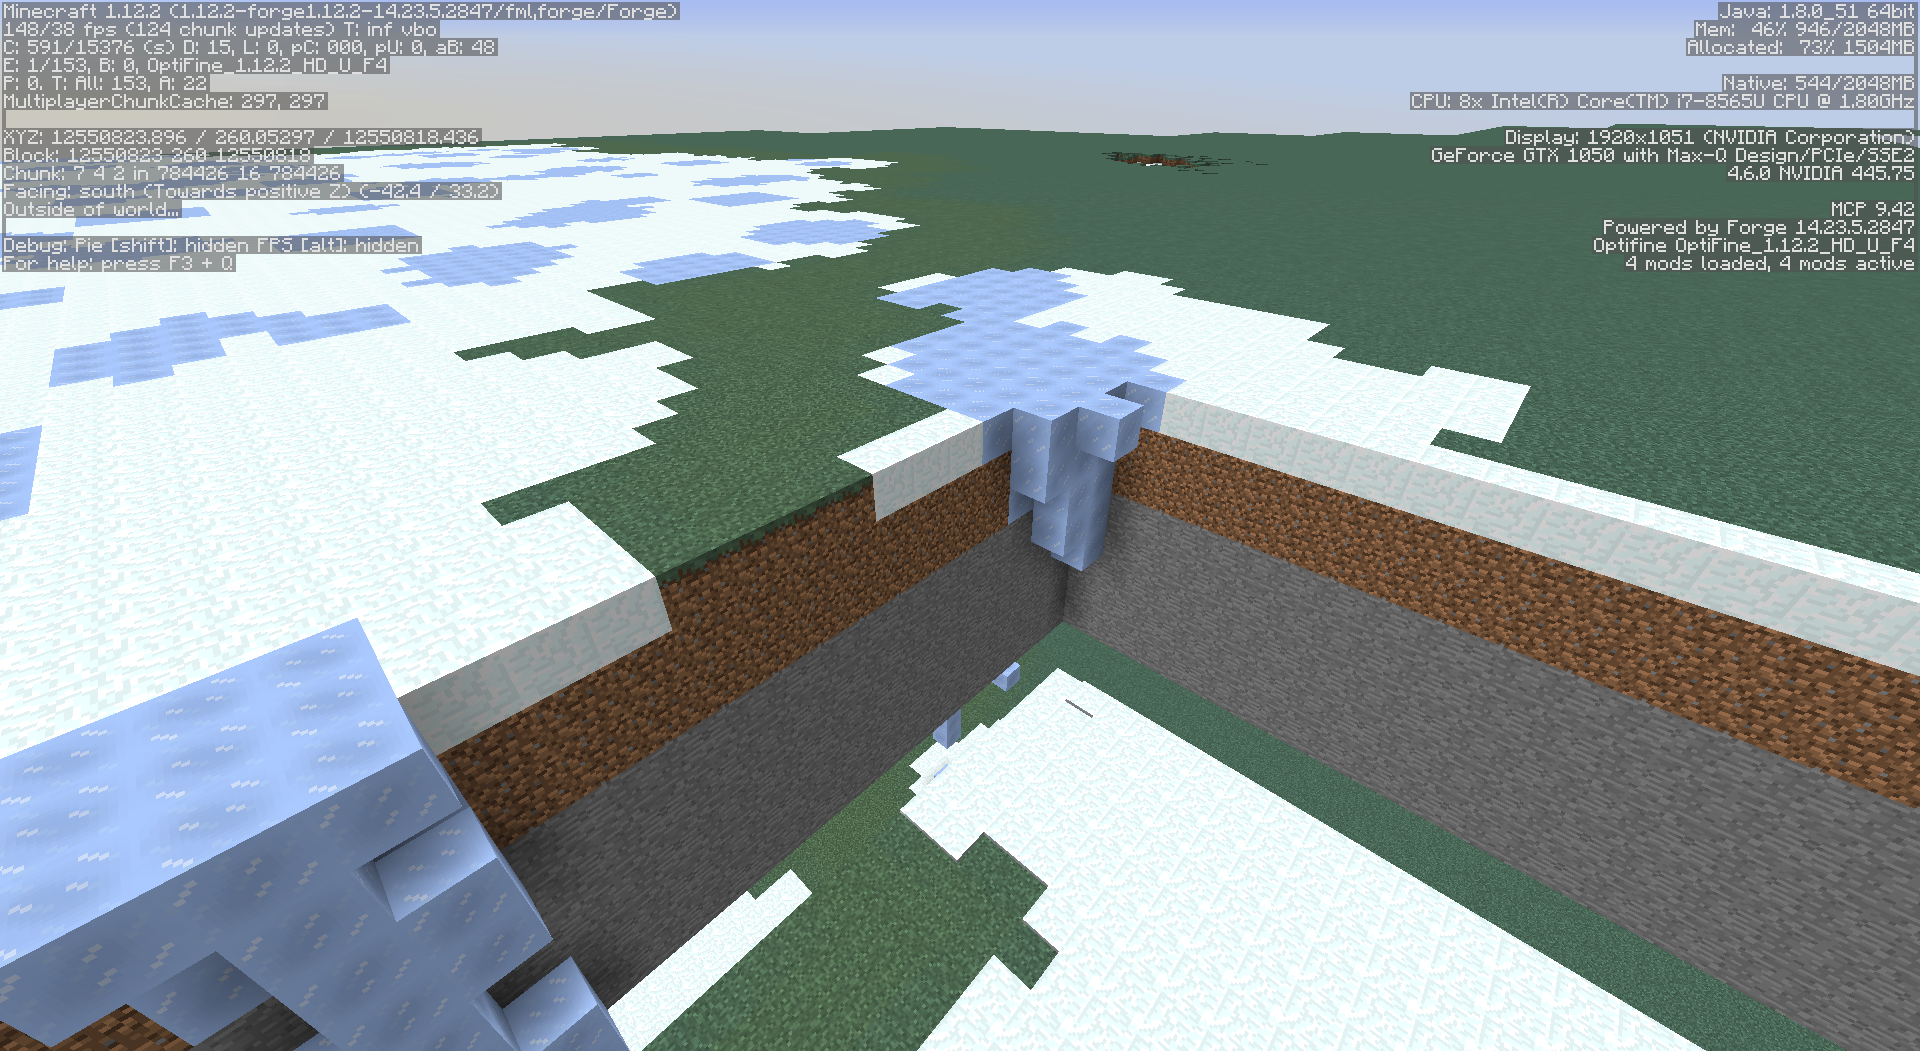 Minecraft 1.12.2 (1.12.2-forge1.12.2-14.23.5.2847/fml,forge/Forge)
148/38 fps (124 chunk updates) T: inf vbo
C: 591/15376 (s) D: 15, L: 0, pC: 000, pU: 0, aB: 48
E: 1/153, B: 0, OptiFine_1.12.2_HD_U_F4
P: 0. T: All: 153, A: 22
MultiplayerChunkCache: 297, 297
XYZ: 12550823.896 / 260.05297 / 12550818.436
Block: 12550823 260 12550818
Chunk: 7 4 2 in 784426 16 784426
Facing: south (Towards positive Z) (-42.4 / 33.2)
Outside of world...
Debug: Pie [shift]: hidden FPS [alt]: hidden
For help: press F3 + Q
Java: 1.8.0_51 64bit
Mem: 46% 946/2048MB
Allocated: 73% 1504MB
Native: 544/2048MB
CPU: 8x Intel(R) Core(TM) i7-8565U CPU @ 1.80GHz
Display: 1920x1051 (NVIDIA Corporation)
GeForce GTX 1050 with Max-Q Design/PCIe/SSE2
4.6.0 NVIDIA 445.75
MCP 9.42
Powered by Forge 14.23.5.2847
Optifine OptiFine_1.12.2_HD_U_F4
4 mods loaded, 4 mods active